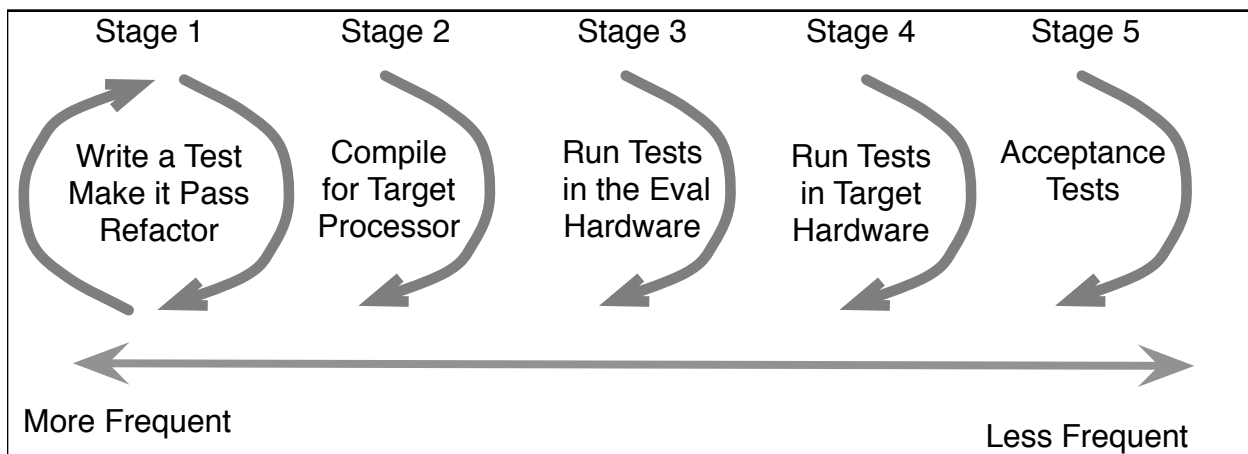 Stage 1
Stage 2
Stage 3
Stage 4
Stage 5
Write a Test
Make it Pass
Refactor
Compile
for Target
Processor
Run Tests
in the Eval
Hardware
Run Tests
in Target
Hardware
Acceptance
Tests
More Frequent
Less Frequent